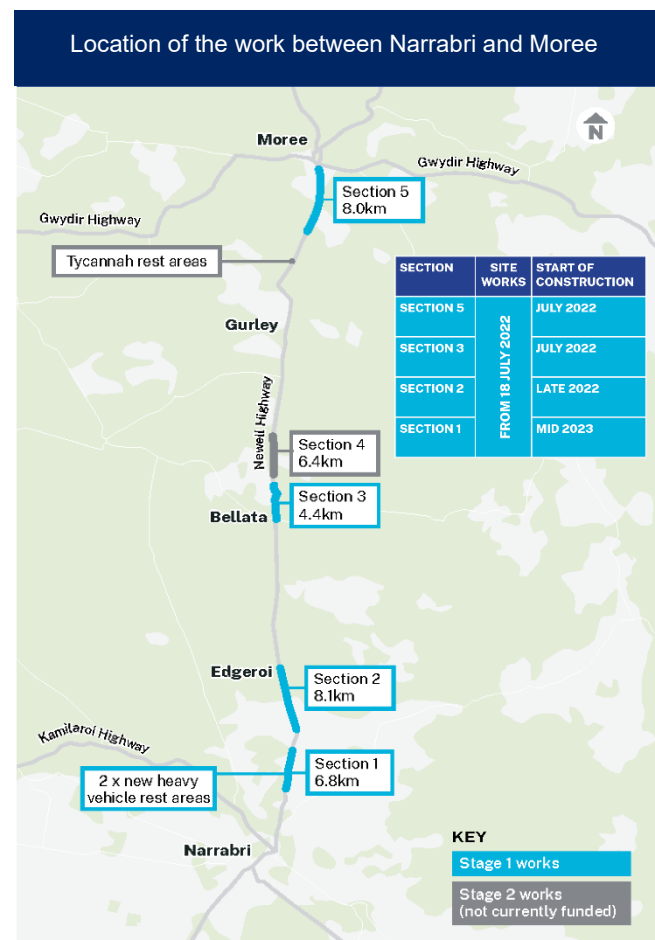 Location of the work between Narrabri and Moree
N
Moree
Gwydir Highway
Section 5
8.0km
Gwydir Highway
Tycannah rest areas
SECTION
SITE
WORKS
START OF
CONSTRUCTION
SECTION 5
JULY 2022
SECTION 3
JULY 2022
SECTION 2
LATE 2022
SECTION 1
MID 2023
FROM 18 JULY 2022
Gurley
Newell Highway
Section 4
6.4km
Section 3
4.4km
Bellata
Edgeroi
Section 2
8.1km
Kamilaroi Highway
Section 1
6.8km
2 x new heavy
vehicle rest areas
Narrabri
KEY
Stage 1 works
Stage 2 works
(not currently funded)